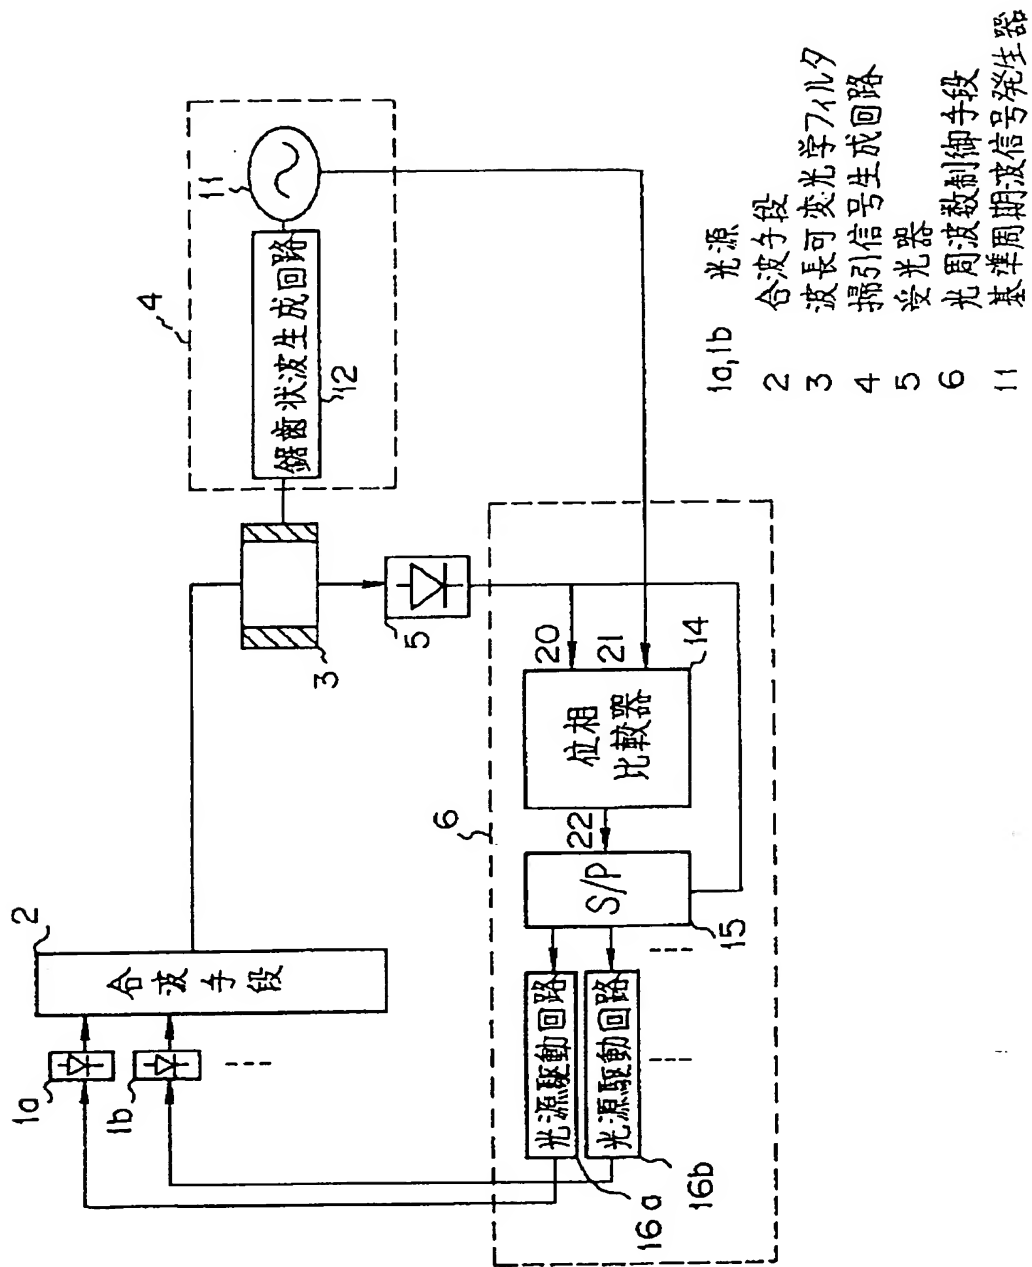 1a
1b
2
合波手段
3
4
鋸歯状波生成回路
12
11
5
6
20
21
位相
比較器
14
22
S/P
15
光源駆動回路
光源駆動回路
16a
16b
1a,1b 光源
2 合波手段
3 波長可変光学フィルタ
4 掃引信号生成回路
5 受光器
6 光周波数制御手段
11 基準周期波信号発生器